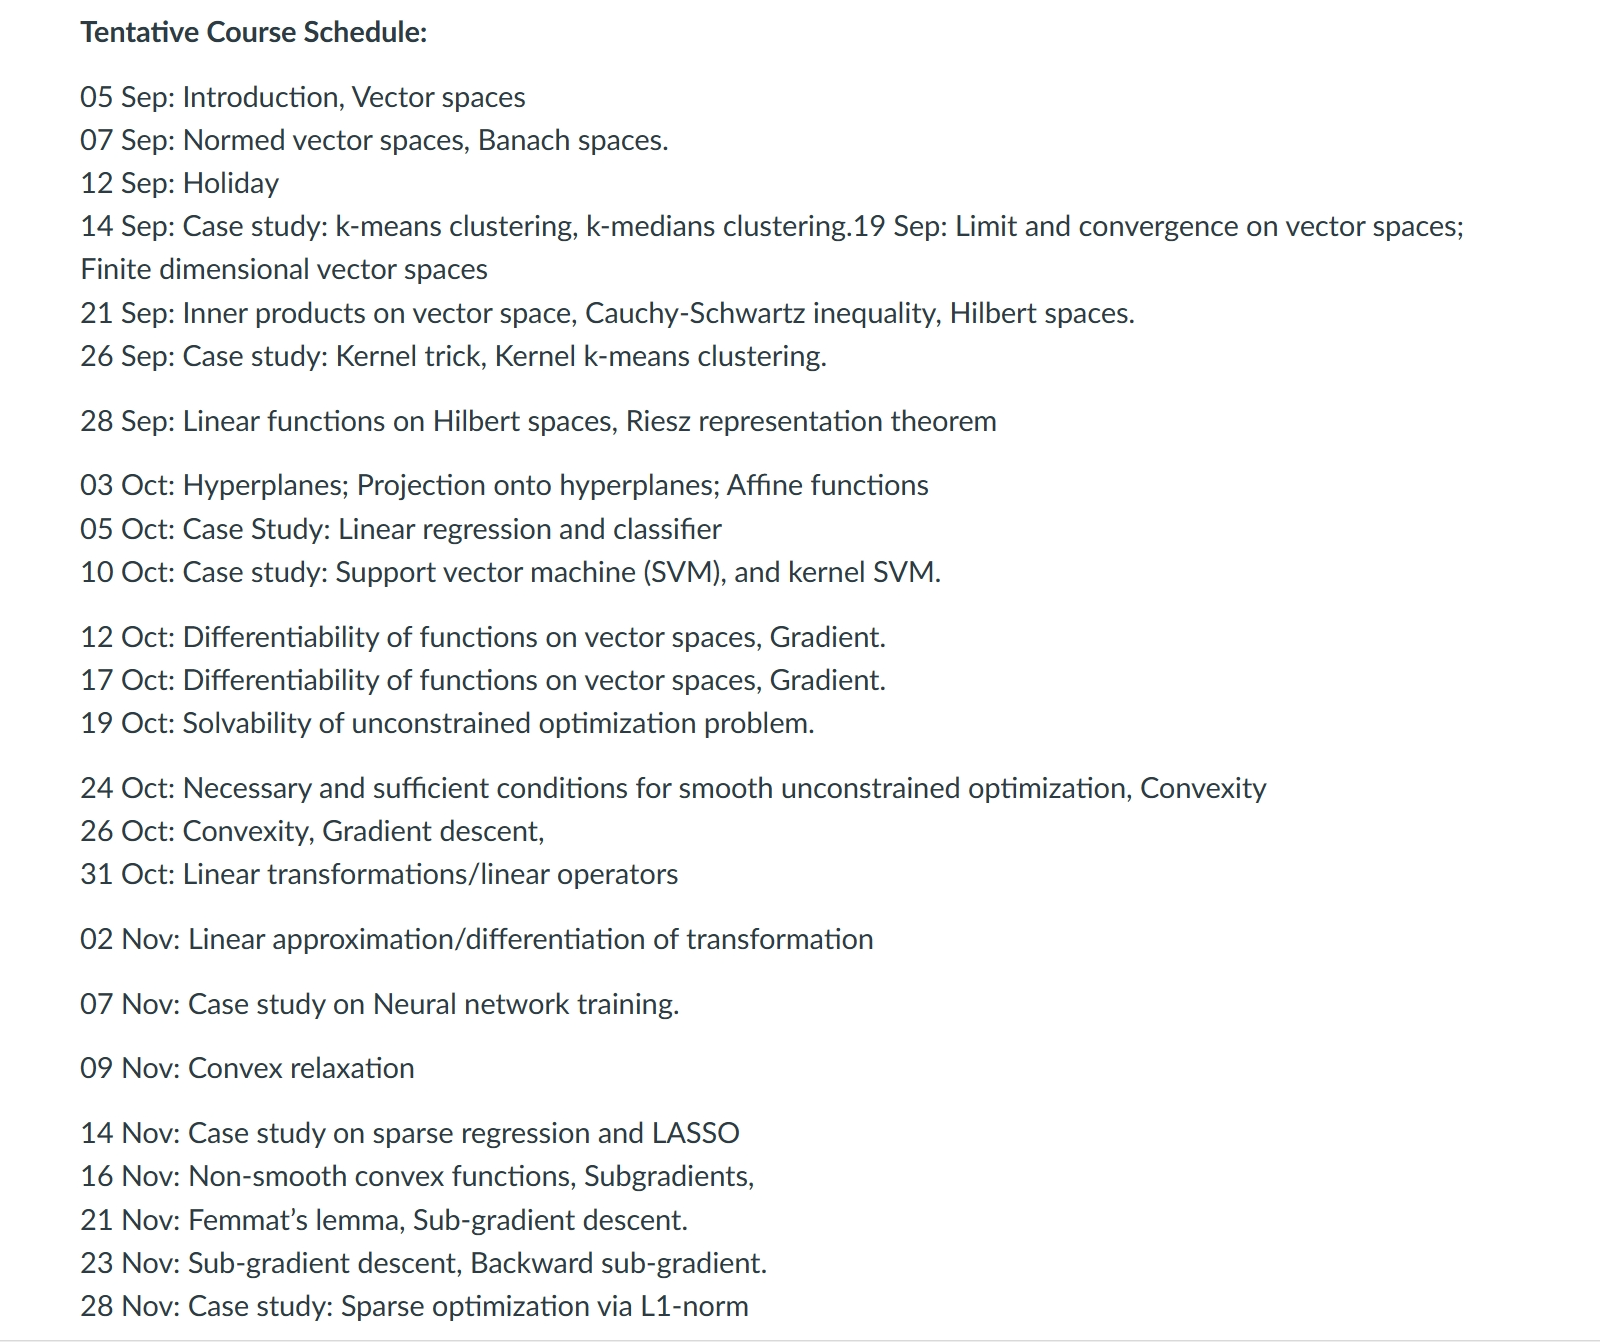 Tentative Course Schedule:
05 Sep: Introduction, Vector spaces
07 Sep: Normed vector spaces, Banach spaces.
12 Sep: Holiday
14 Sep: Case study: k-means clustering, k-medians clustering.19 Sep: Limit and convergence on vector spaces;
Finite dimensional vector spaces
21 Sep: Inner products on vector space, Cauchy-Schwartz inequality, Hilbert spaces.
26 Sep: Case study: Kernel trick, Kernel k-means clustering.
28 Sep: Linear functions on Hilbert spaces, Riesz representation theorem
03 Oct: Hyperplanes; Projection onto hyperplanes; Affine functions
05 Oct: Case Study: Linear regression and classifier
10 Oct: Case study: Support vector machine (SVM), and kernel SVM.
12 Oct: Differentiability of functions on vector spaces, Gradient.
17 Oct: Differentiability of functions on vector spaces, Gradient.
19 Oct: Solvability of unconstrained optimization problem.
24 Oct: Necessary and sufficient conditions for smooth unconstrained optimization, Convexity
26 Oct: Convexity, Gradient descent,
31 Oct: Linear transformations/linear operators
02 Nov: Linear approximation/differentiation of transformation
07 Nov: Case study on Neural network training.
09 Nov: Convex relaxation
14 Nov: Case study on sparse regression and LASSO
16 Nov: Non-smooth convex functions, Subgradients,
21 Nov: Femmat’s lemma, Sub-gradient descent.
23 Nov: Sub-gradient descent, Backward sub-gradient.
28 Nov: Case study: Sparse optimization via L1-norm